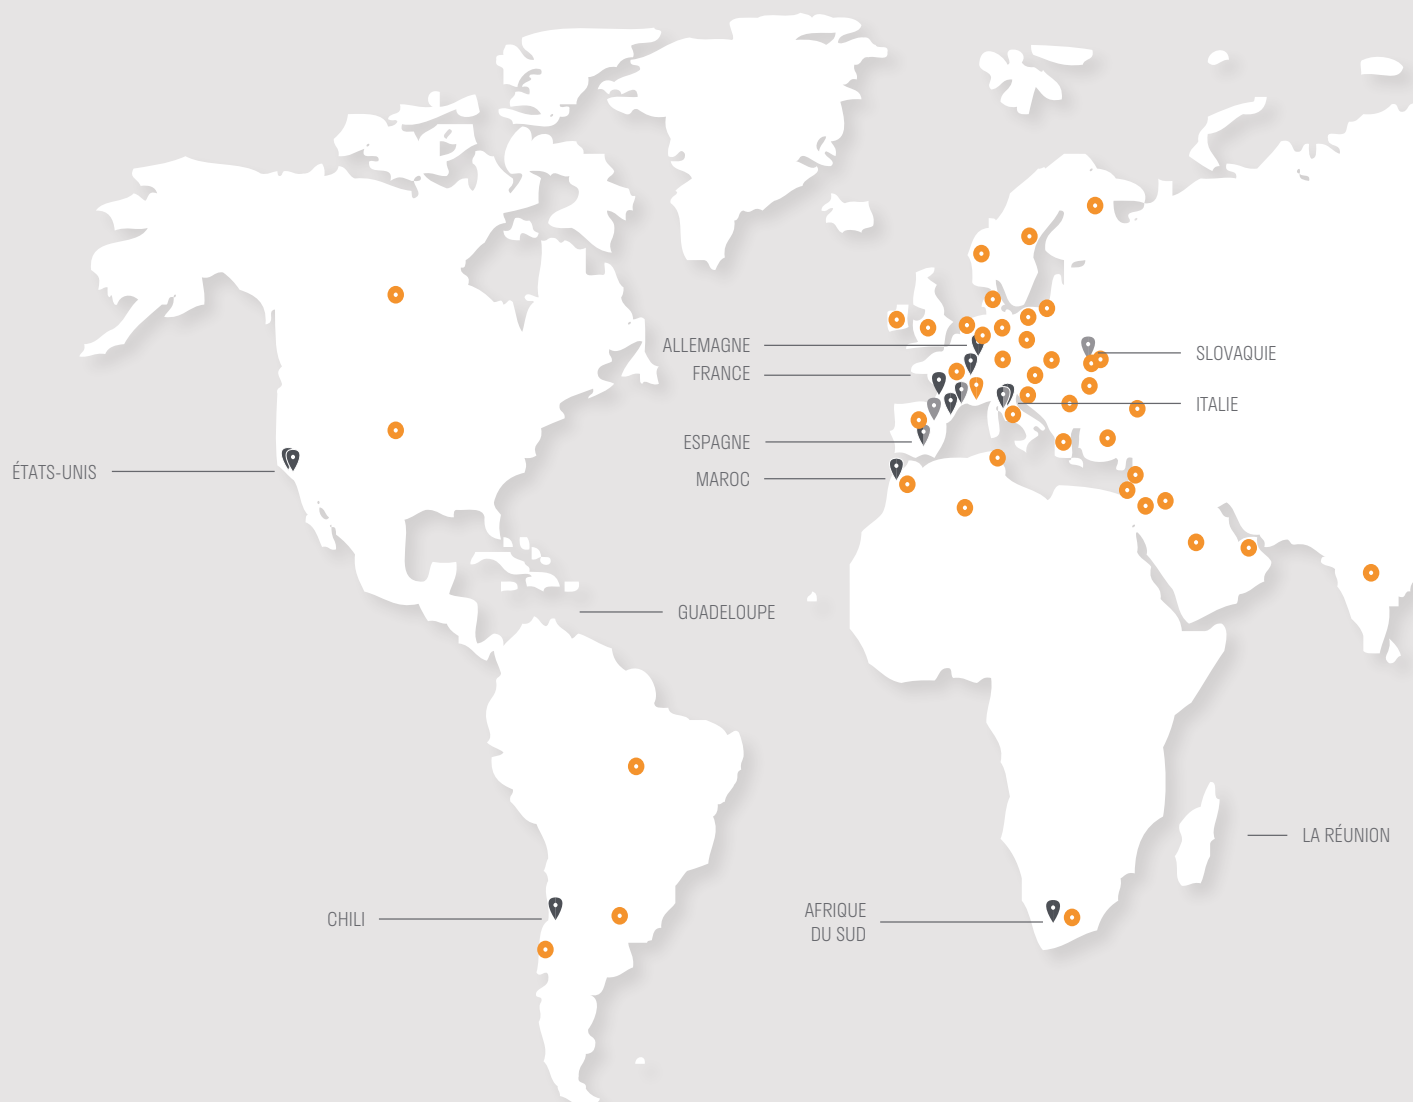 ALLEMAGNE
SLOVAQUIE
FRANCE
ITALIE
ESPAGNE
ÉTATS-UNIS
MAROC
GUADELOUPE
LA RÉUNION
AFRIQUE
DU SUD
CHILI